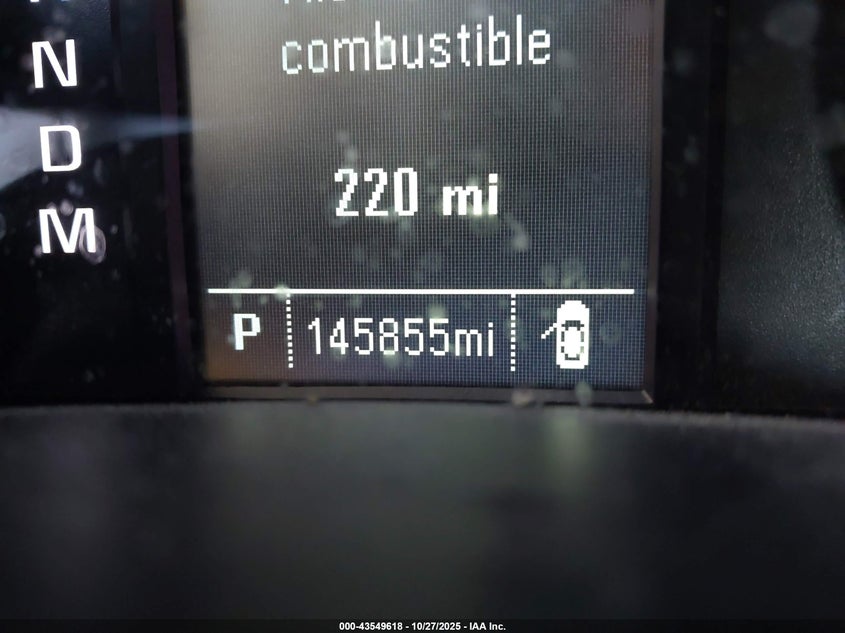 N
D
M
combustible
220 mi
P 145855mi
000-43549618 - 10/27/2025 - IAA Inc.